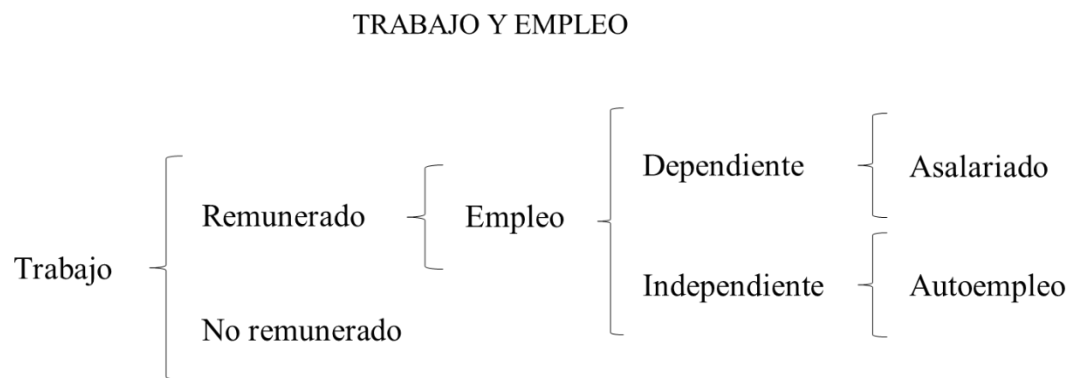 TRABAJO Y EMPLEO
Trabajo
Remunerado
No remunerado
Empleo
Dependiente
Independiente
Asalariado
Autoempleo